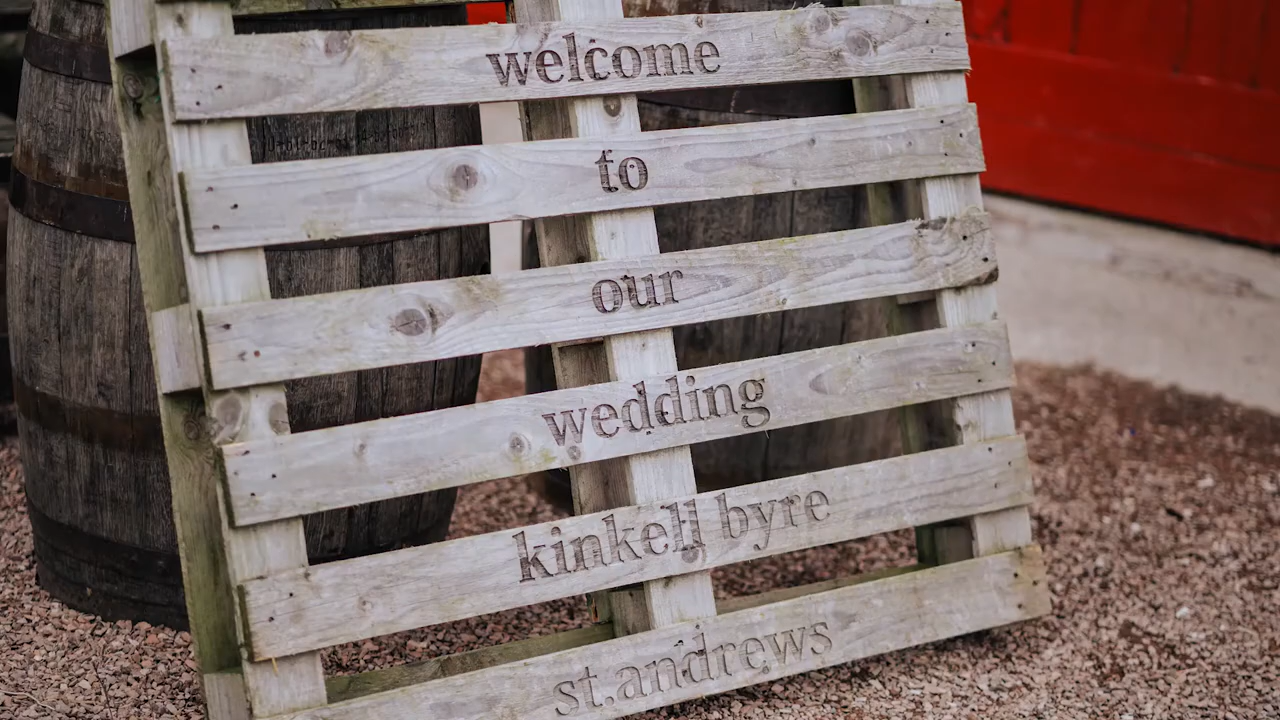 welcome
to
our
wedding
kinkell byre
st.andrews